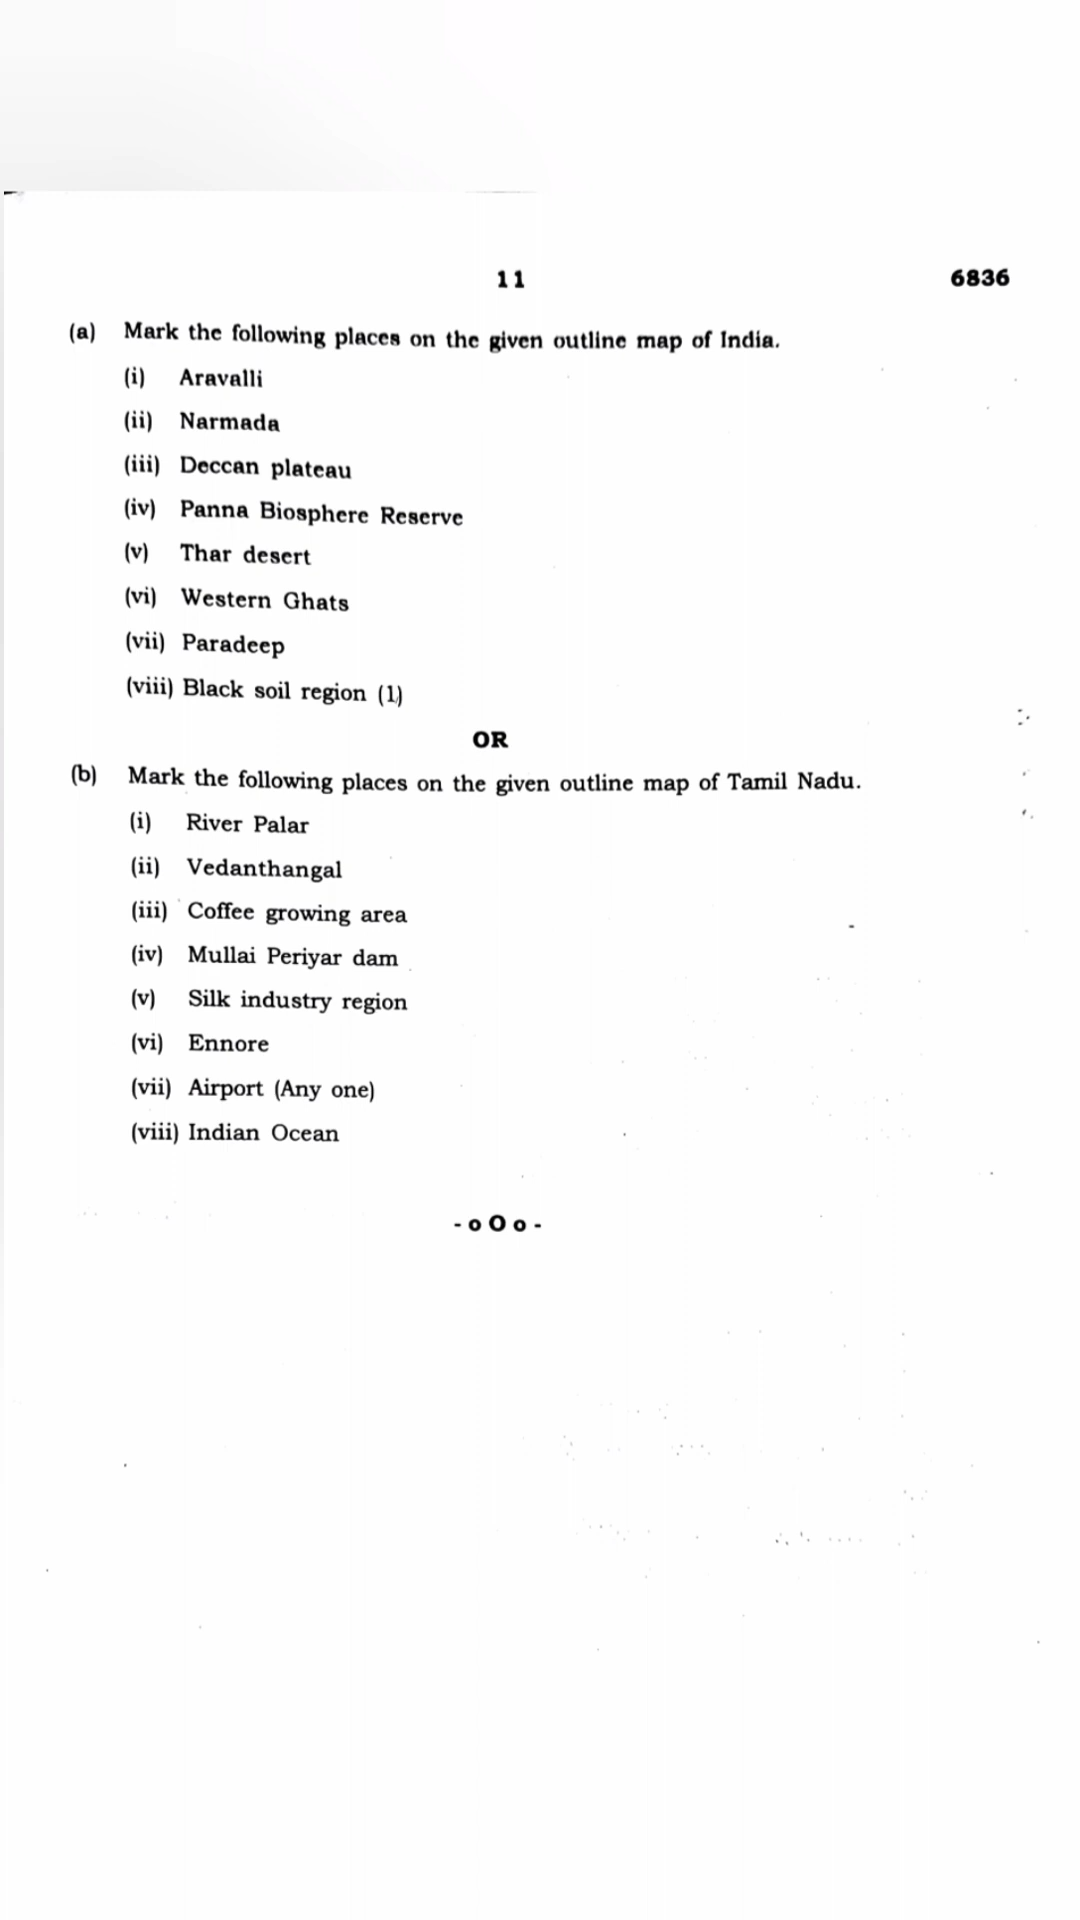 11 6836
(a) Mark the following places on the given outline map of India.
(i) Aravalli
(ii) Narmada
(iii) Deccan plateau
(iv) Panna Biosphere Reserve
(v) Thar desert
(vi) Western Ghats
(vii) Paradeep
(viii) Black soil region (1)
OR
(b) Mark the following places on the given outline map of Tamil Nadu.
(i) River Palar
(ii) Vedanthangal
(iii) Coffee growing area
(iv) Mullai Periyar dam
(v) Silk industry region
(vi) Ennore
(vii) Airport (Any one)
(viii) Indian Ocean
- o O o -